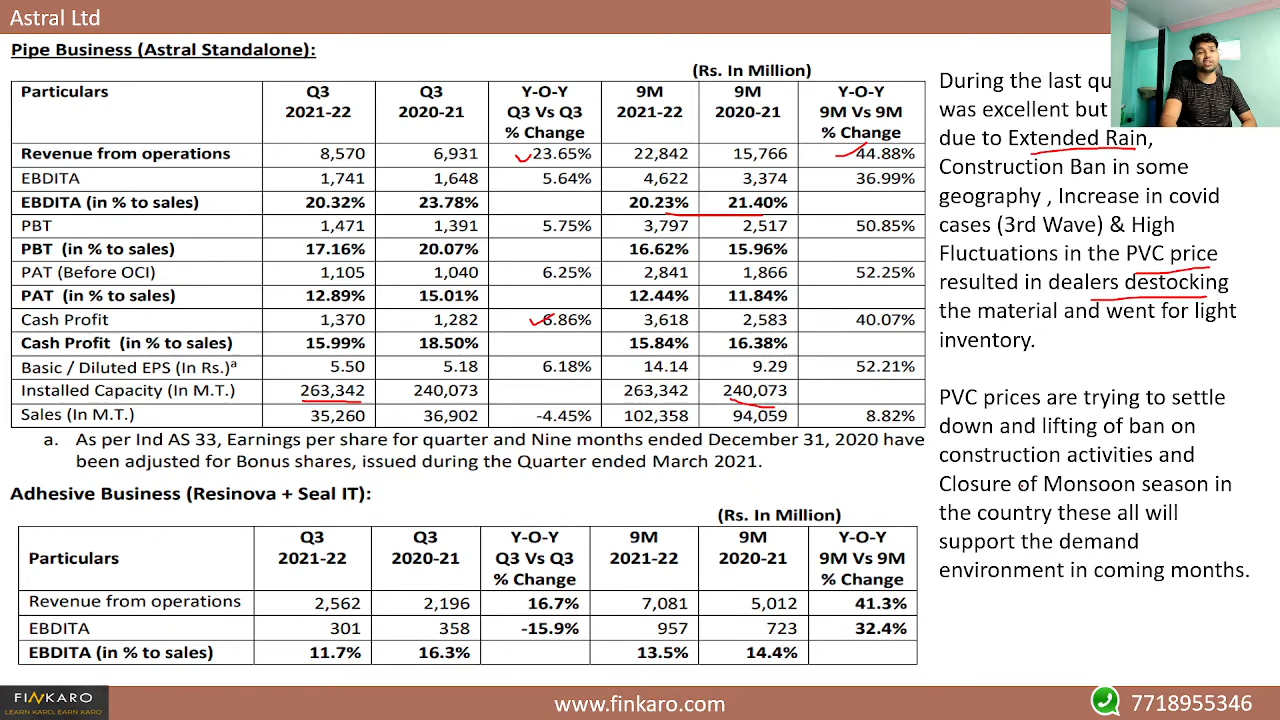 Astral Ltd
Pipe Business (Astral Standalone):
(Rs. In Million)
Particulars Q3 2021-22 Q3 2020-21 Y-O-Y Q3 Vs Q3 % Change 9M 2021-22 9M 2020-21 Y-O-Y 9M Vs 9M % Change
Revenue from operations 8,570 6,931 23.65% 22,842 15,766 44.88%
EBDITA 1,741 1,648 5.64% 4,622 3,374 36.99%
EBDITA (in % to sales) 20.32% 23.78% 20.23% 21.40%
PBT 1,471 1,391 5.75% 3,797 2,517 50.85%
PBT (in % to sales) 17.16% 20.07% 16.62% 15.96%
PAT (Before OCI) 1,105 1,040 6.25% 2,841 1,866 52.25%
PAT (in % to sales) 12.89% 15.01% 12.44% 11.84%
Cash Profit 1,370 1,282 6.86% 3,618 2,583 40.07%
Cash Profit (in % to sales) 15.99% 18.50% 15.84% 16.38%
Basic / Diluted EPS (In Rs.)a 5.50 5.18 6.18% 14.14 9.29 52.21%
Installed Capacity (In M.T.) 263,342 240,073 263,342 240,073
Sales (In M.T.) 35,260 36,902 -4.45% 102,358 94,059 8.82%
a. As per Ind AS 33, Earnings per share for quarter and Nine months ended December 31, 2020 have
been adjusted for Bonus shares, issued during the Quarter ended March 2021.
Adhesive Business (Resinova + Seal IT):
(Rs. In Million)
Particulars Q3 2021-22 Q3 2020-21 Y-O-Y Q3 Vs Q3 % Change 9M 2021-22 9M 2020-21 Y-O-Y 9M Vs 9M % Change
Revenue from operations 2,562 2,196 16.7% 7,081 5,012 41.3%
EBDITA 301 358 -15.9% 957 723 32.4%
EBDITA (in % to sales) 11.7% 16.3% 13.5% 14.4%
During the last
was excellent but
due to Extended Rain,
Construction Ban in some
geography , Increase in covid
cases (3rd Wave) & High
Fluctuations in the PVC price
resulted in dealers destocking
the material and went for light
inventory.
PVC prices are trying to settle
down and lifting of ban on
construction activities and
Closure of Monsoon season in
the country these all will
support the demand
environment in coming months.
FINKARO
LEARN KARO, EARN KARO
www.finkaro.com
7718955346